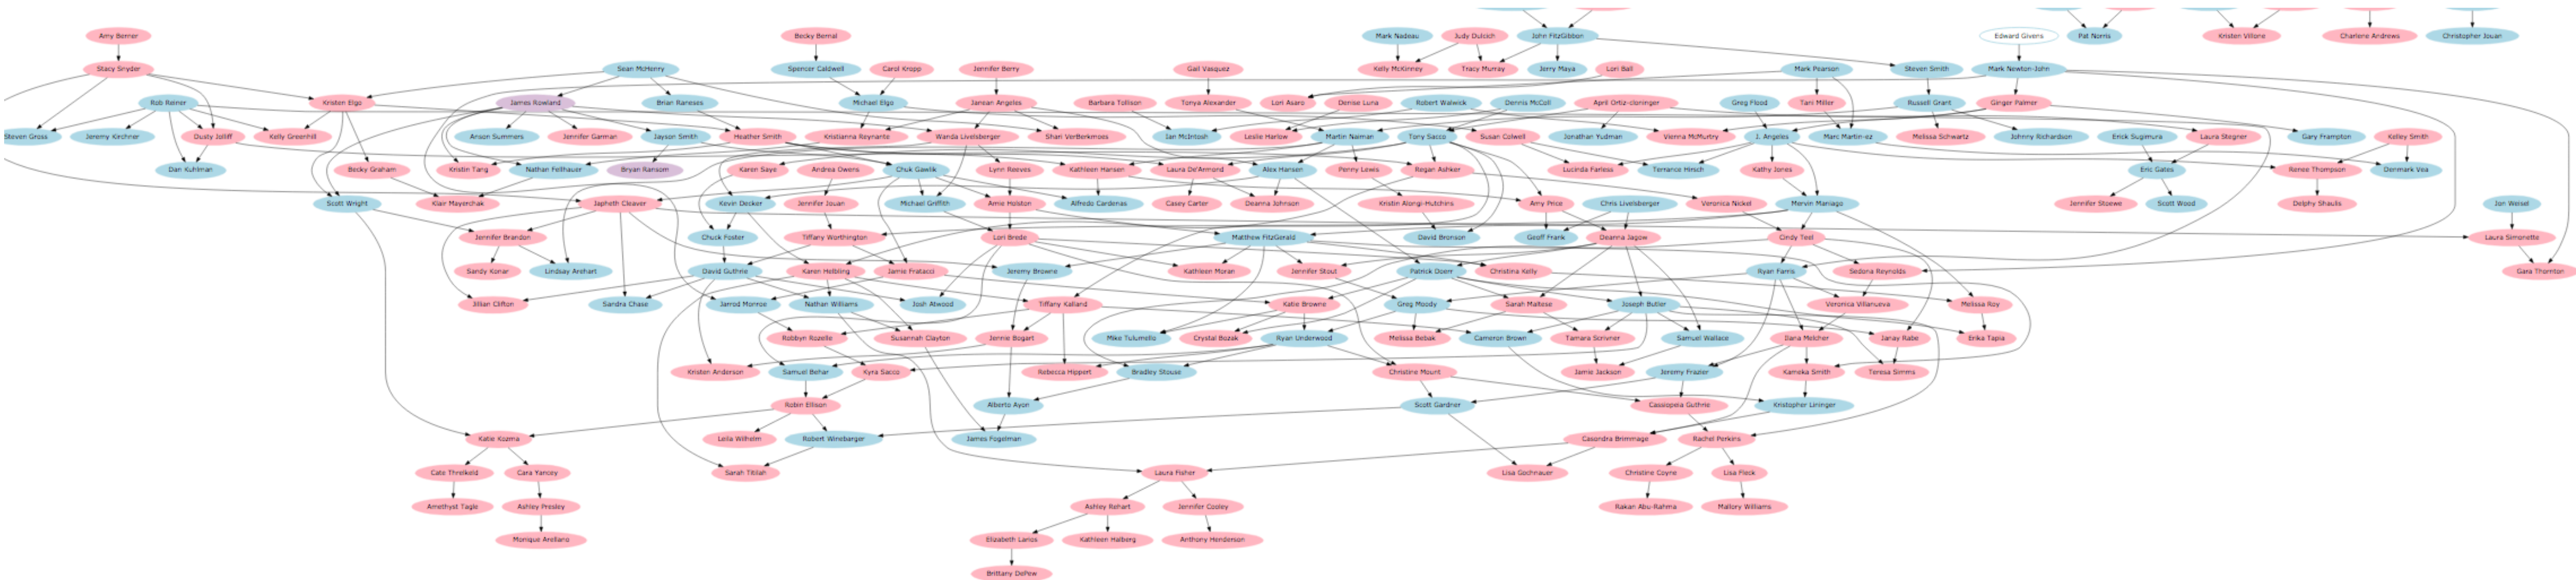 Amy Berner
Becky Bernal
Mark Nadeau
Judy Dulcich
John FitzGibbon
Edward Givens
Pat Norris
Kristen Villone
Charlene Andrews
Christopher Jouan
Stacy Snyder
Sean McHenry
Spencer Caldwell
Carol Kropp
Jennifer Berry
Gail Vasquez
Kelly McKinney
Tracy Murray
Jerry Maya
Lori Ball
Mark Pearson
Steven Smith
Mark Newton-John
Rob Reiner
Kristen Elgo
James Rowland
Brian Raneses
Michael Elgo
Janean Angeles
Barbara Tollison
Tonya Alexander
Lori Asaro
Denise Luna
Robert Walwick
Dennis McColl
April Ortiz-cloninger
Greg Flood
Tani Miller
Russell Grant
Ginger Palmer
Steven Gross
Jeremy Kirchner
Dusty Jolliff
Kelly Greenhill
Anson Summers
Jennifer Garman
Jayson Smith
Heather Smith
Kristianna Reynante
Wanda Livelsberger
Shari VerBerkmoes
Ian McIntosh
Leslie Harlow
Martin Naiman
Tony Sacco
Susan Colwell
Jonathan Yudman
Vienna McMurtry
J. Angeles
Marc Martin-ez
Melissa Schwartz
Johnny Richardson
Erick Sugimura
Laura Stegner
Gary Frampton
Kelley Smith
Dan Kuhlman
Becky Graham
Kristin Tang
Nathan Fellhauer
Bryan Ransom
Karen Saye
Andrea Owens
Chuk Gawlik
Lynn Reeves
Kathleen Hansen
Laura De'Armond
Alex Hansen
Penny Lewis
Regan Ashker
Lucinda Farless
Terrance Hirsch
Kathy Jones
Eric Gates
Renee Thompson
Denmark Vea
Scott Wright
Klair Mayerchak
Japheth Cleaver
Kevin Decker
Jennifer Jouan
Michael Griffith
Amie Holston
Alfredo Cardenas
Casey Carter
Deanna Johnson
Kristin Alongi-Hutchins
Amy Price
Chris Livelsberger
Veronica Nickel
Mervin Maniago
Jennifer Stoewe
Scott Wood
Delphy Shaulis
Jon Weisel
Jennifer Brandon
Chuck Foster
Tiffany Worthington
Lori Brede
Matthew FitzGerald
David Bronson
Geoff Frank
Deanna Jagow
Cindy Teel
Laura Simonette
Sandy Konar
Lindsay Arehart
David Guthrie
Karen Helbling
Jamie Fratacci
Jeremy Browne
Kathleen Moran
Jennifer Stout
Patrick Doerr
Christina Kelly
Ryan Farris
Sedona Reynolds
Gara Thornton
Jillian Clifton
Sandra Chase
Jarrod Monroe
Nathan Williams
Josh Atwood
Tiffany Kalland
Katie Browne
Greg Moody
Sarah Maltese
Joseph Butler
Veronica Villanueva
Melissa Roy
Robbyn Rozelle
Susannah Clayton
Jennie Bogart
Mike Tulumello
Crystal Bozak
Ryan Underwood
Melissa Bebak
Cameron Brown
Tamara Scrivner
Samuel Wallace
Ilana Melcher
Janay Rabe
Erika Tapia
Kristen Anderson
Samuel Behar
Kyra Sacco
Rebecca Hippert
Bradley Stouse
Christine Mount
Jamie Jackson
Jeremy Frazier
Kameka Smith
Teresa Simms
Robin Ellison
Alberto Ayon
Scott Gardner
Cassiopeia Guthrie
Kristopher Lininger
Katie Kozma
Leila Wilhelm
Robert Winebarger
James Fogelman
Casondra Brimmage
Rachel Perkins
Cate Threlkeld
Cara Yancey
Sarah Titilah
Laura Fisher
Lisa Gochnauer
Christine Coyne
Lisa Fleck
Amethyst Tagle
Ashley Presley
Ashley Rehart
Jennifer Cooley
Rakan Abu-Rahma
Mallory Williams
Monique Arellano
Elizabeth Lanos
Kathleen Halberg
Anthony Henderson
Brittany DePew